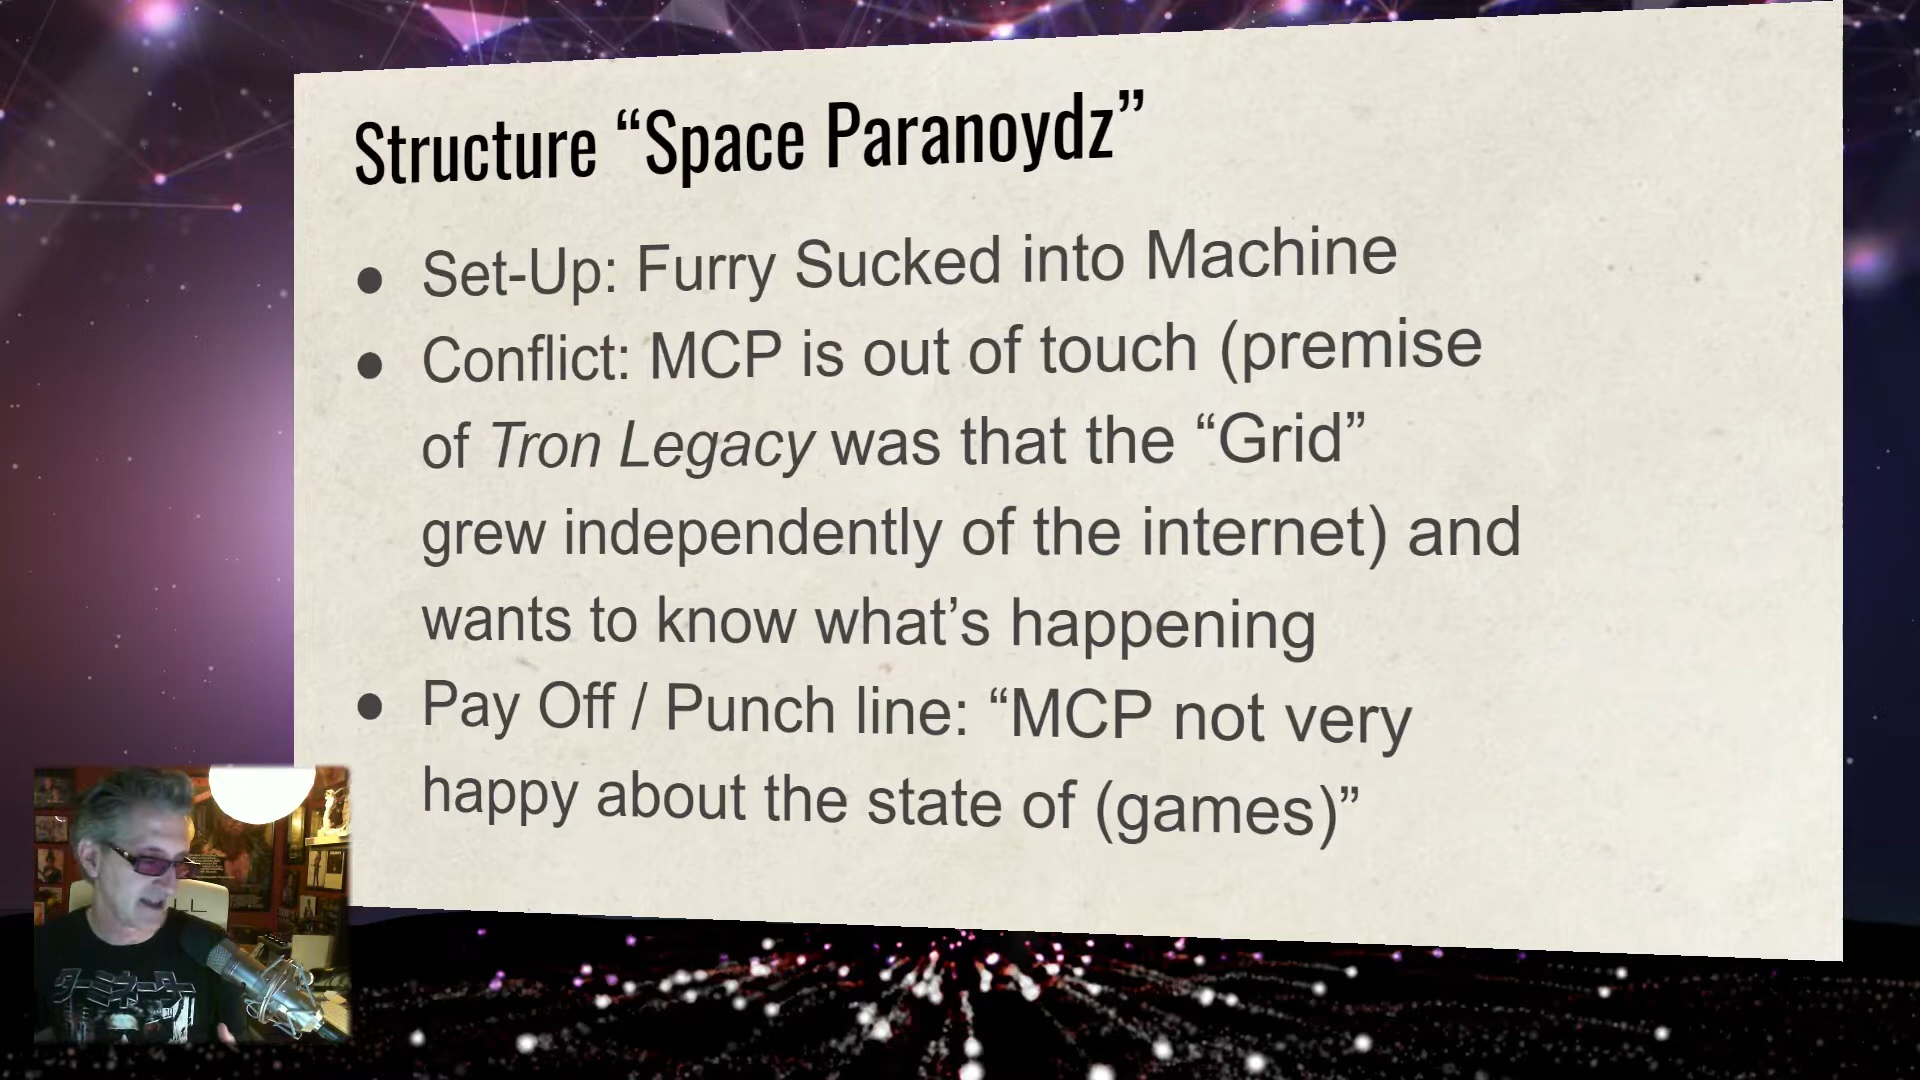 Structure “Space Paranoydz”
● Set-Up: Furry Sucked into Machine
● Conflict: MCP is out of touch (premise
of Tron Legacy was that the “Grid”
grew independently of the internet) and
wants to know what’s happening
● Pay Off / Punch line: “MCP not very
happy about the state of (games)”